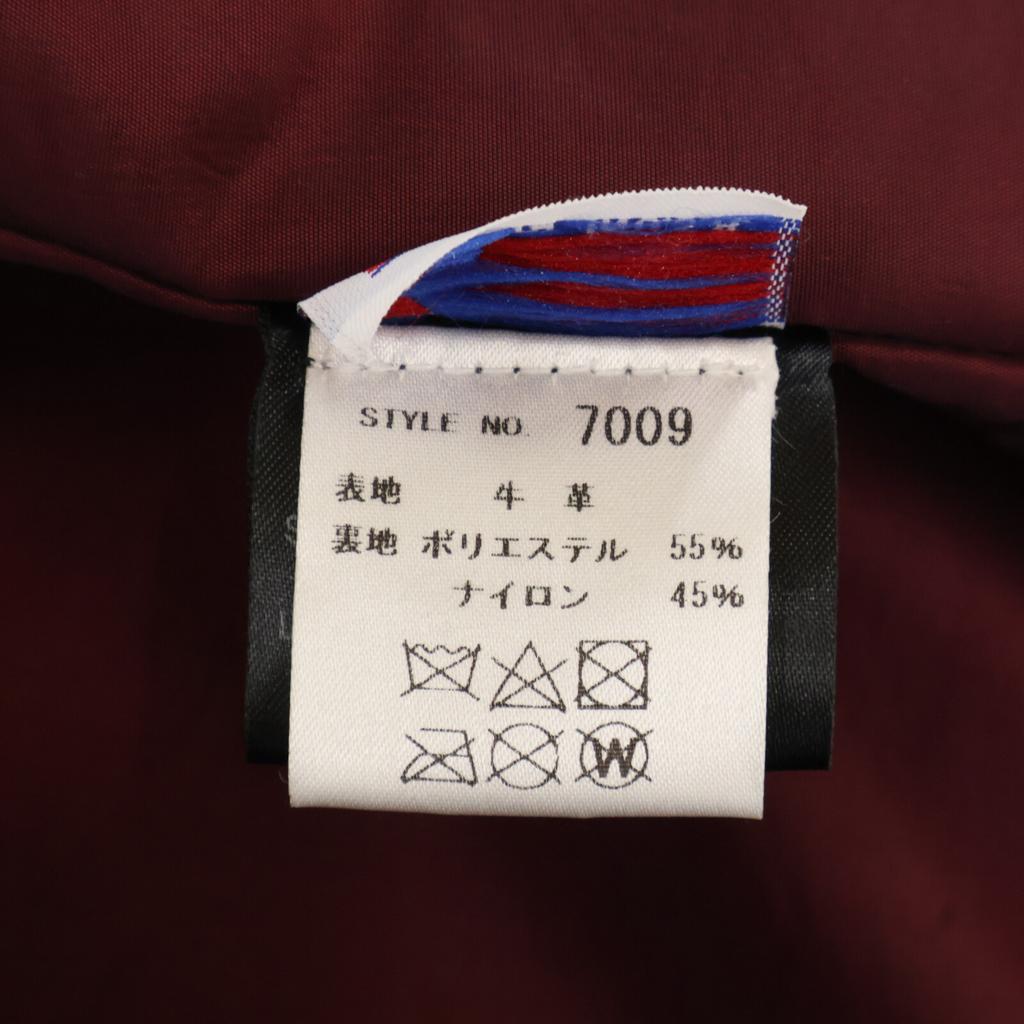 STYLE NO. 7009
表地 牛革
裏地 ポリエステル 55%
ナイロン 45%
W